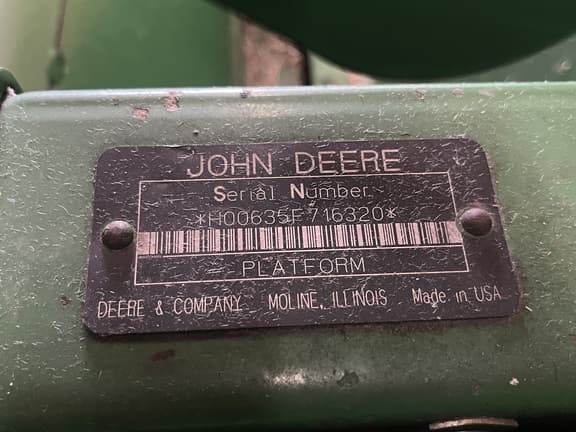 JOHN DEERE
Serial Number
*H00635F716320*
PLATFORM
DEERE & COMPANY MOLINE, ILLINOIS Made in USA